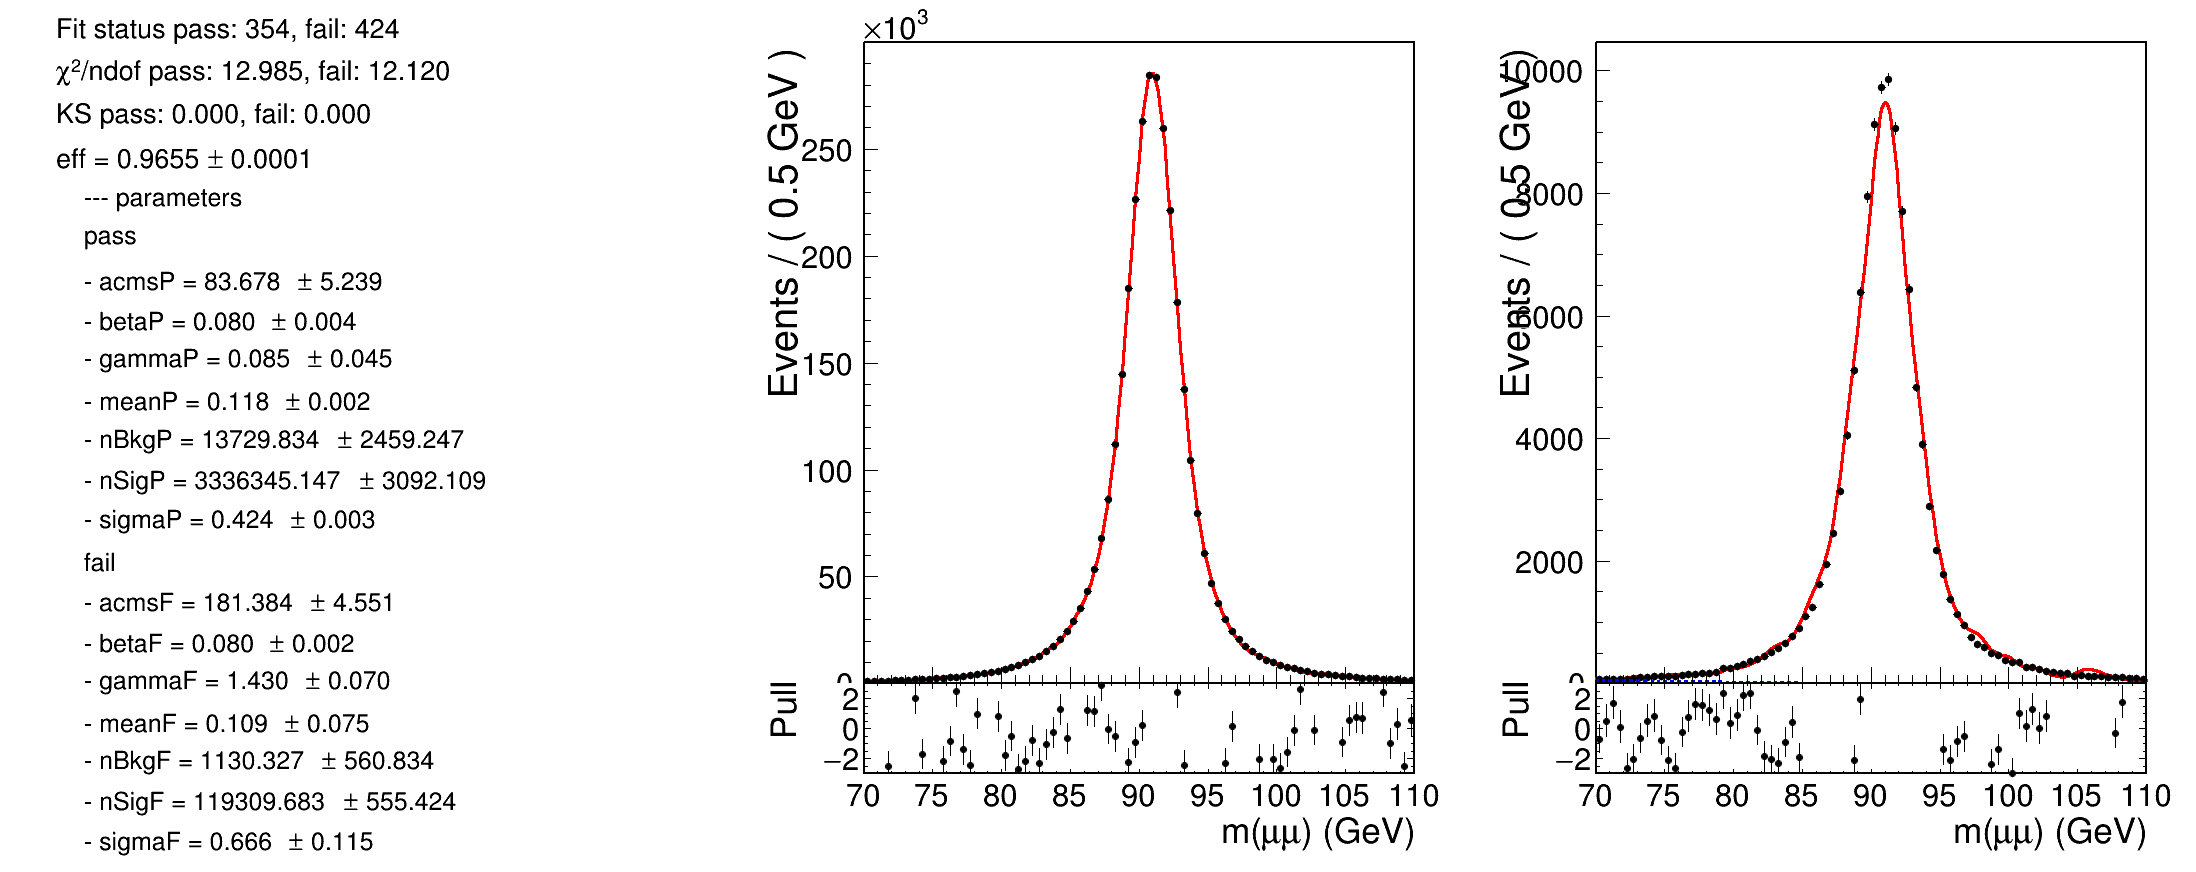 Fit status pass: 354, fail: 424
χ²/ndof pass: 12.985, fail: 12.120
KS pass: 0.000, fail: 0.000
eff = 0.9655 ± 0.0001
--- parameters
pass
- acmsP = 83.678 ± 5.239
- betaP = 0.080 ± 0.004
- gammaP = 0.085 ± 0.045
- meanP = 0.118 ± 0.002
- nBkgP = 13729.834 ± 2459.247
- nSigP = 3336345.147 ± 3092.109
- sigmaP = 0.424 ± 0.003
fail
- acmsF = 181.384 ± 4.551
- betaF = 0.080 ± 0.002
- gammaF = 1.430 ± 0.070
- meanF = 0.109 ± 0.075
- nBkgF = 1130.327 ± 560.834
- nSigF = 119309.683 ± 555.424
- sigmaF = 0.666 ± 0.115
×10³
Events / ( 0.5 GeV )
250
200
150
100
50
0
Pull
2
0
−2
70 75 80 85 90 95 100 105 110
m(μμ) (GeV)
Events / ( 0.5 GeV )
10000
8000
6000
4000
2000
0
Pull
2
0
−2
70 75 80 85 90 95 100 105 110
m(μμ) (GeV)